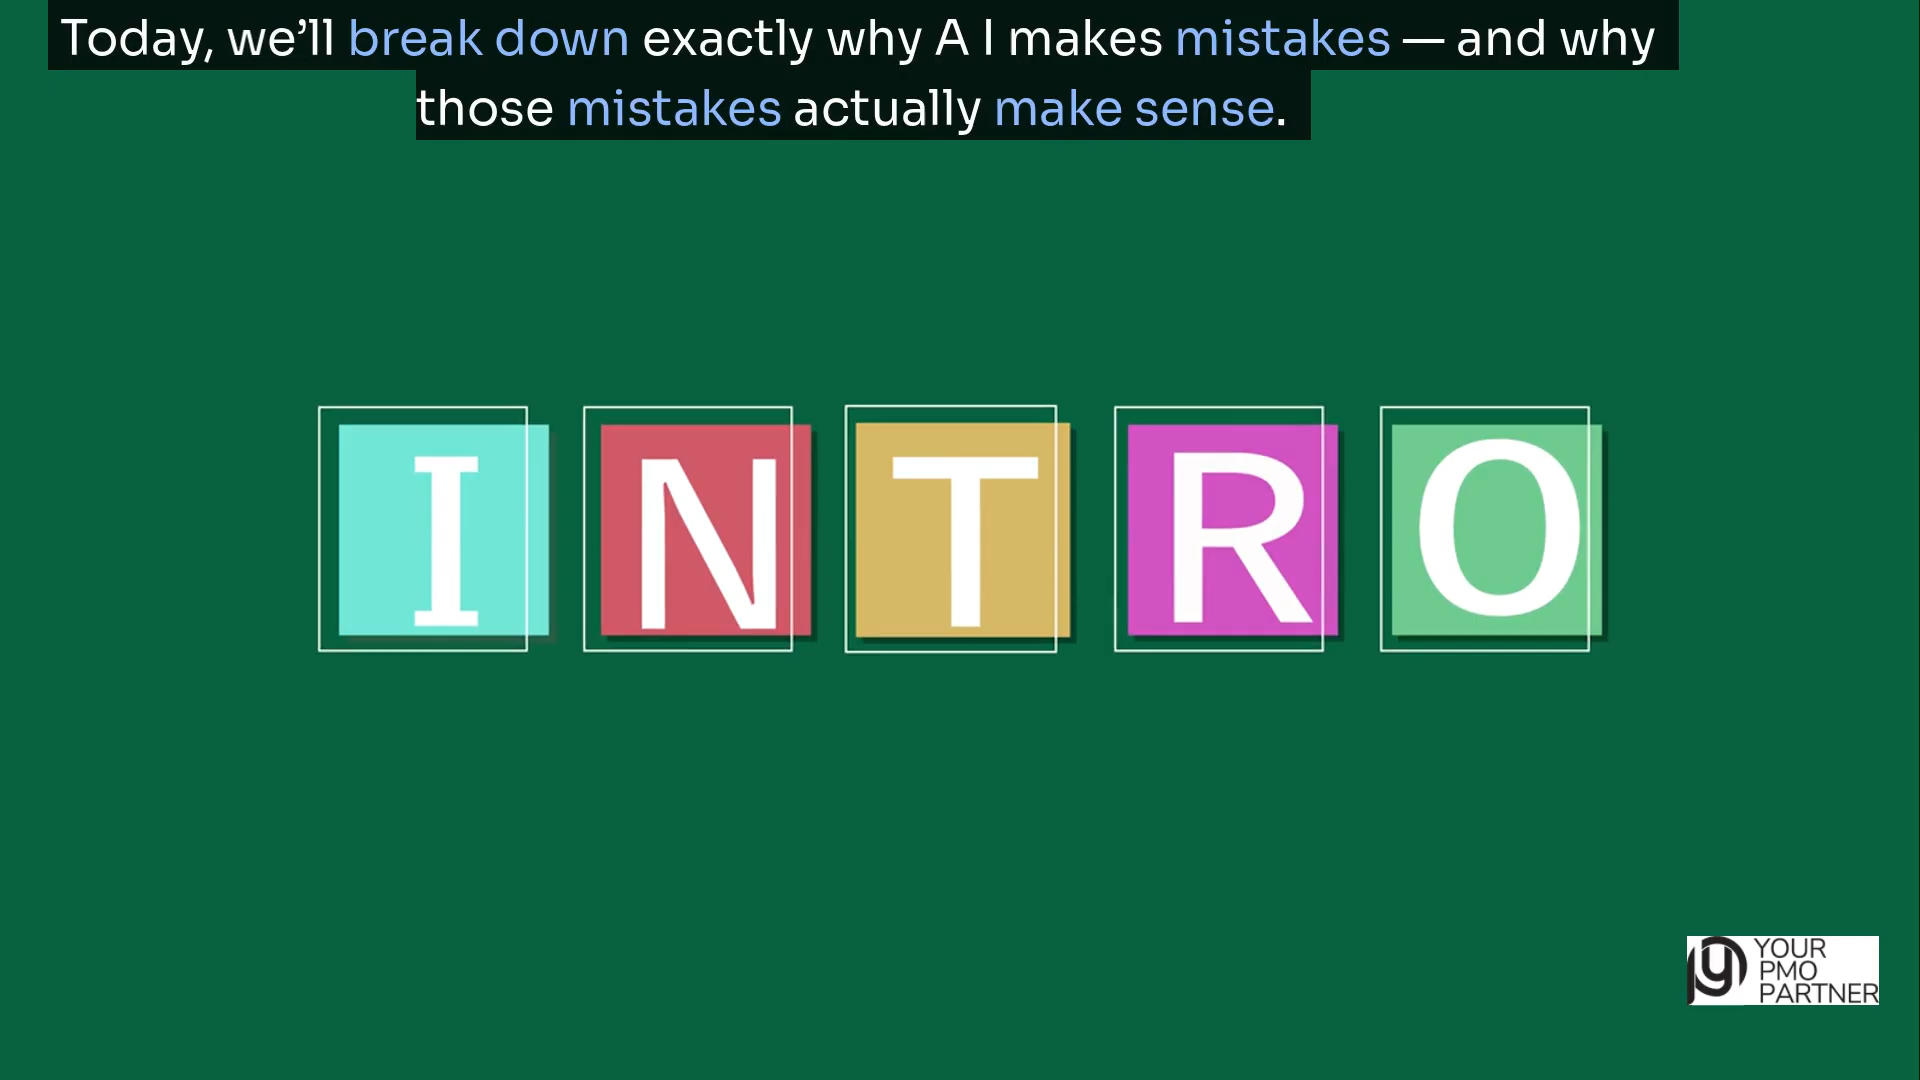 Today, we’ll break down exactly why A I makes mistakes — and why
those mistakes actually make sense.
INTRO
YOUR
PMO
PARTNER